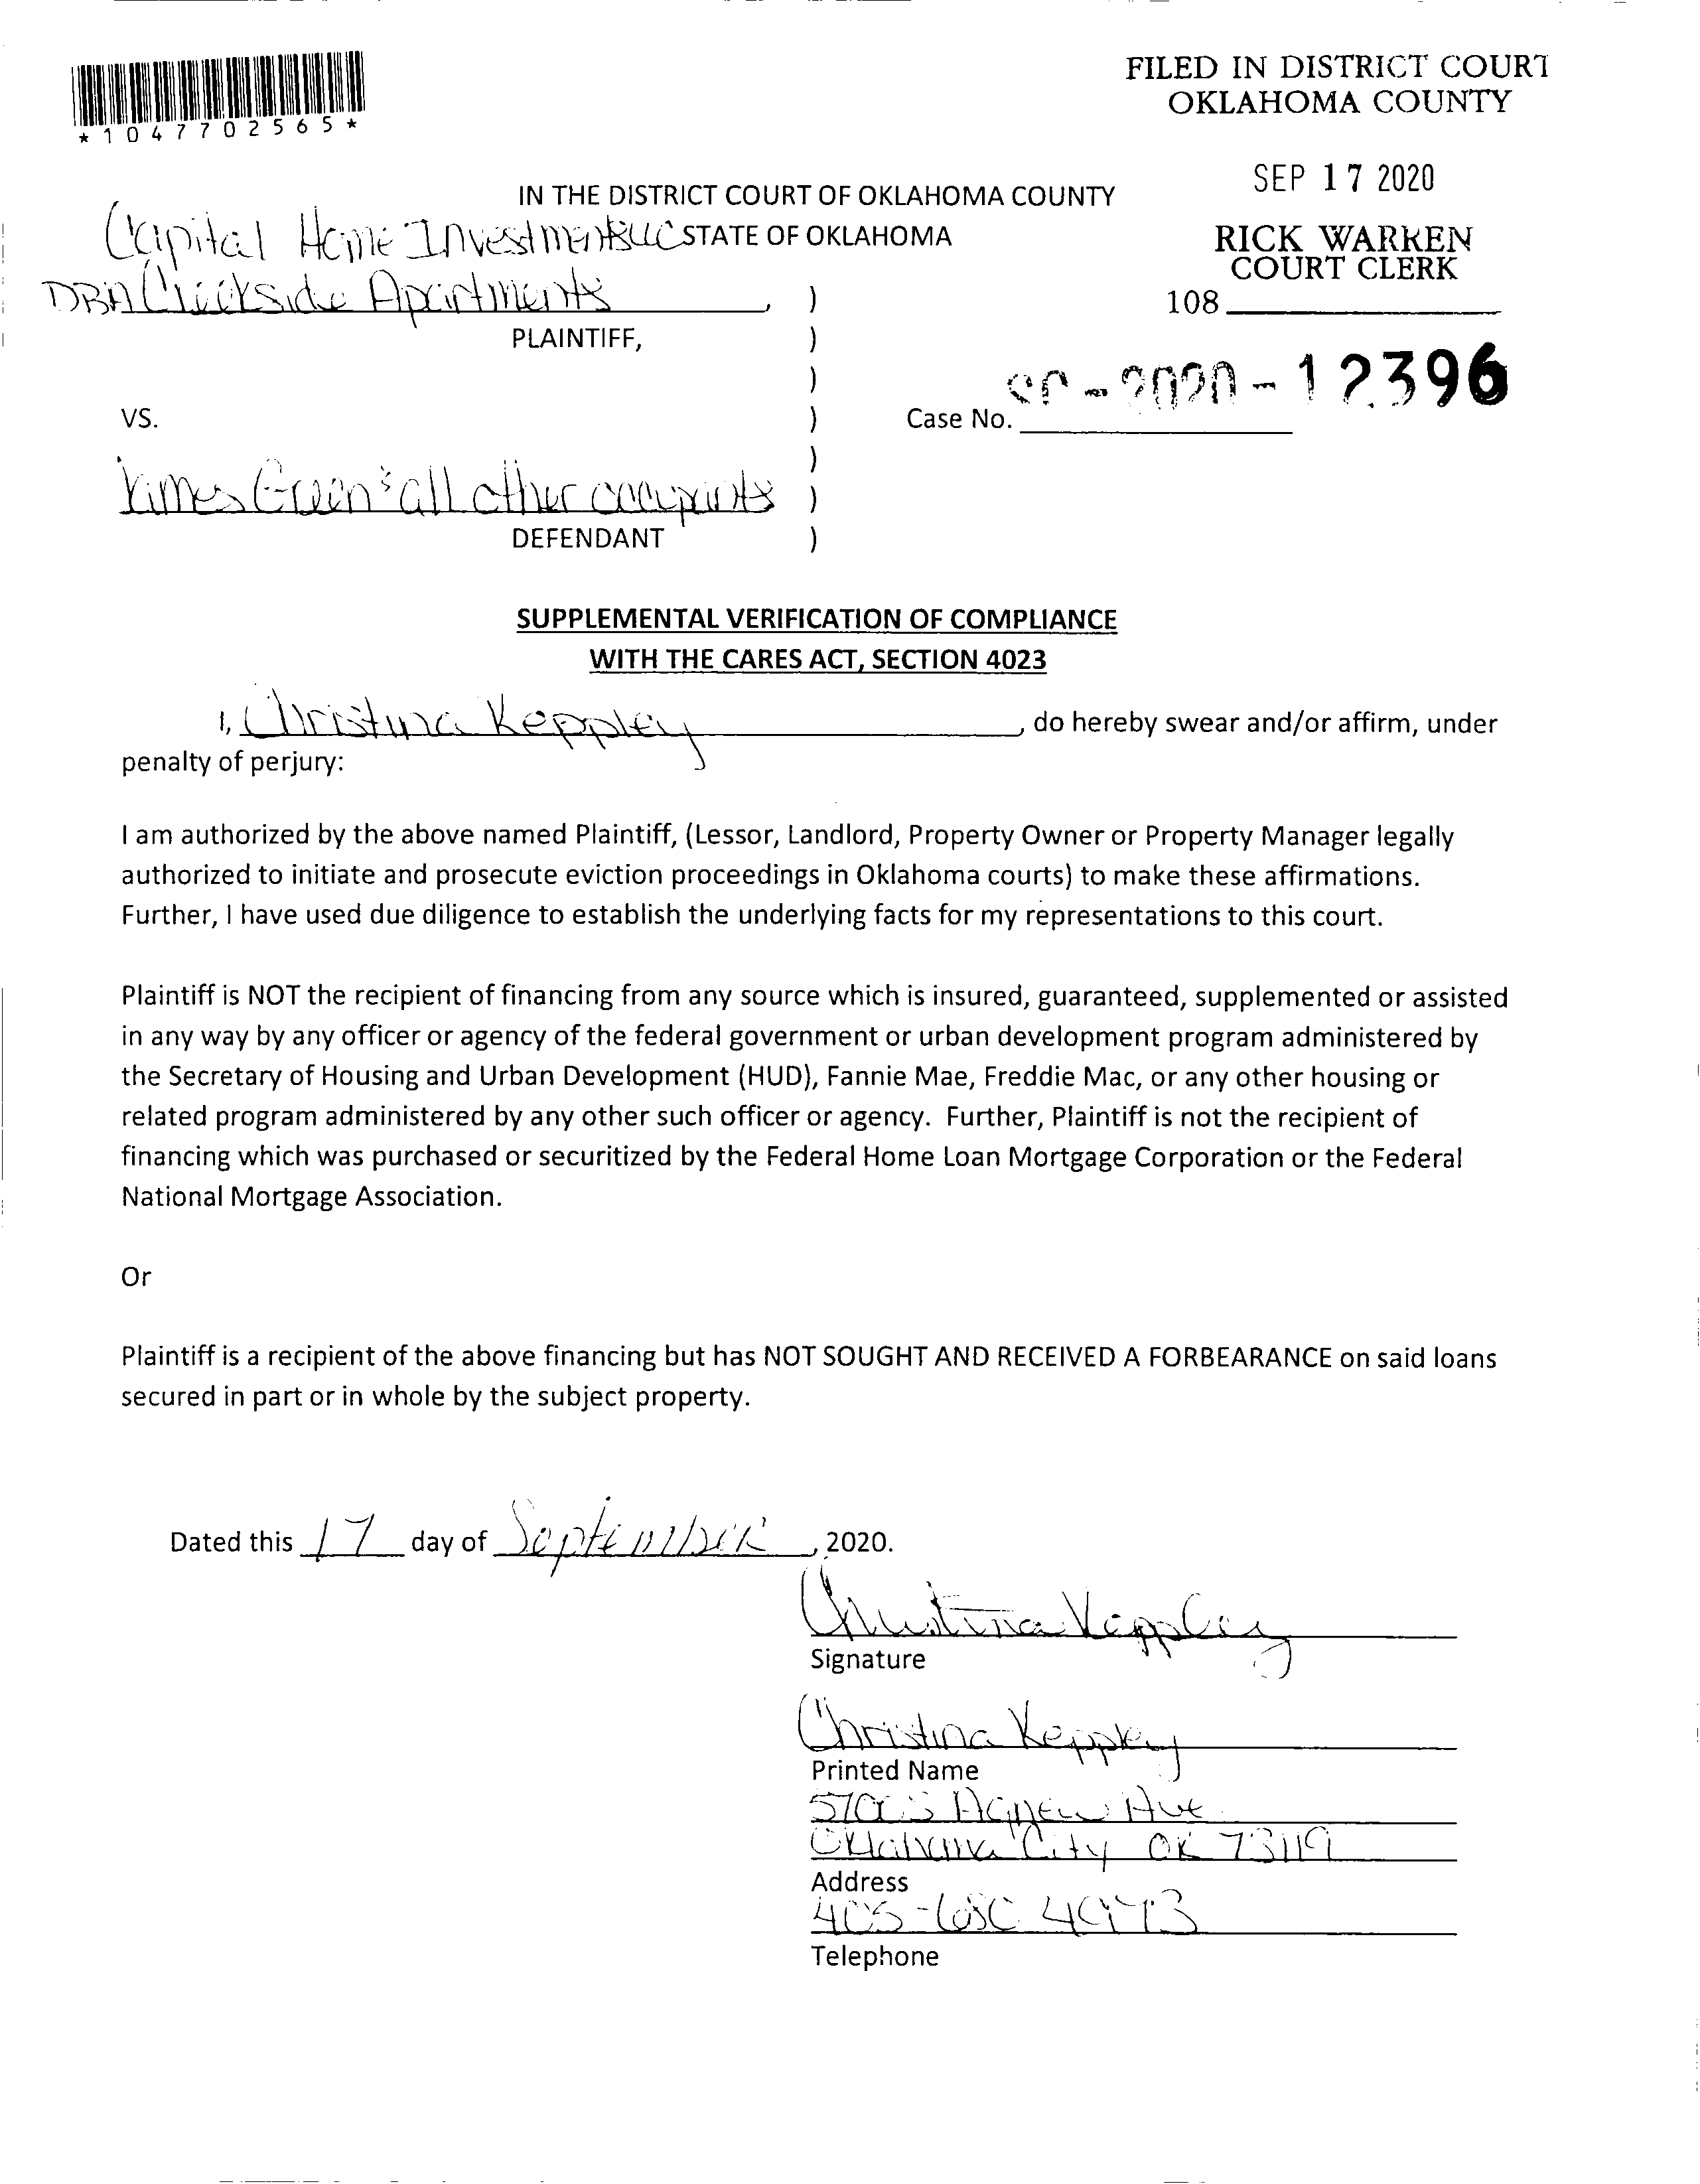 *1047702565*
FILED IN DISTRICT COURT
OKLAHOMA COUNTY
SEP 17 2020
RICK WARREN
COURT CLERK
108
IN THE DISTRICT COURT OF OKLAHOMA COUNTY
STATE OF OKLAHOMA
Capital Home Investments LLC
DBA Creekside Apartments,
PLAINTIFF,
VS.
Case No. SC-2020-12396
Green & all other occupants
DEFENDANT
)
)
)
)
)
)
)
SUPPLEMENTAL VERIFICATION OF COMPLIANCE
WITH THE CARES ACT, SECTION 4023
I, Christina Keppley, do hereby swear and/or affirm, under
penalty of perjury:
I am authorized by the above named Plaintiff, (Lessor, Landlord, Property Owner or Property Manager legally
authorized to initiate and prosecute eviction proceedings in Oklahoma courts) to make these affirmations.
Further, I have used due diligence to establish the underlying facts for my representations to this court.
Plaintiff is NOT the recipient of financing from any source which is insured, guaranteed, supplemented or assisted
in any way by any officer or agency of the federal government or urban development program administered by
the Secretary of Housing and Urban Development (HUD), Fannie Mae, Freddie Mac, or any other housing or
related program administered by any other such officer or agency. Further, Plaintiff is not the recipient of
financing which was purchased or securitized by the Federal Home Loan Mortgage Corporation or the Federal
National Mortgage Association.
Or
Plaintiff is a recipient of the above financing but has NOT SOUGHT AND RECEIVED A FORBEARANCE on said loans
secured in part or in whole by the subject property.
Dated this 17 day of September, 2020.
Christina Keppley
Signature
Christina Keppley
Printed Name
5700 S Agnew Ave
Oklahoma City OK 73119
Address
Telephone